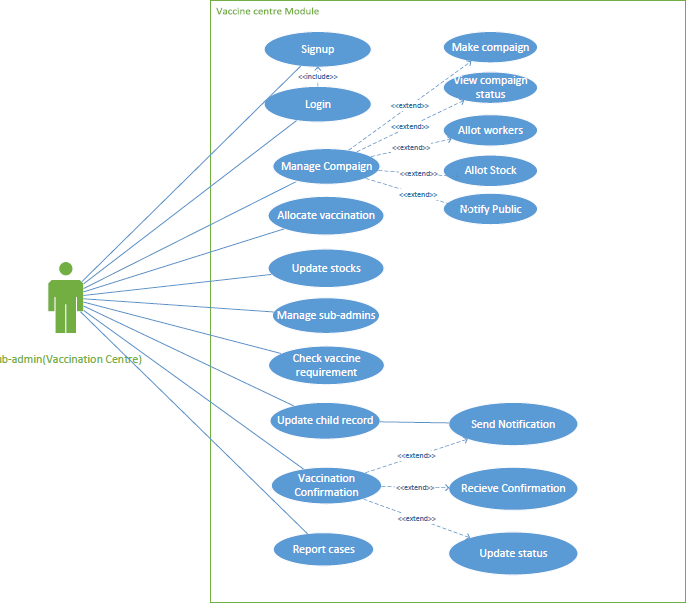 Vaccine centre Module
Signup
<<include>>
Login
Make compaign
View compaign
status
<<extend>>
<<extend>>
Allot workers
<<extend>>
Manage Compaign
<<extend>>
Allot Stock
<<extend>>
Notify Public
Allocate vaccination
Update stocks
Manage sub-admins
ub-admin(Vaccination Centre)
Check vaccine
requirement
Update child record
Send Notification
<<extend>>
Vaccination
Confirmation
<<extend>>
Recieve Confirmation
<<extend>>
Report cases
Update status